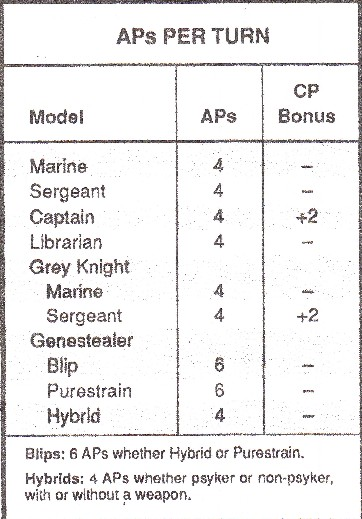 APs PER TURN
Model APs CP Bonus
Marine 4 –
Sergeant 4 –
Captain 4 +2
Librarian 4 –
Grey Knight
Marine 4 –
Sergeant 4 +2
Genestealer
Blip 6 –
Purestrain 6 –
Hybrid 4 –
Blips: 6 APs whether Hybrid or Purestrain.
Hybrids: 4 APs whether psyker or non-psyker,
with or without a weapon.